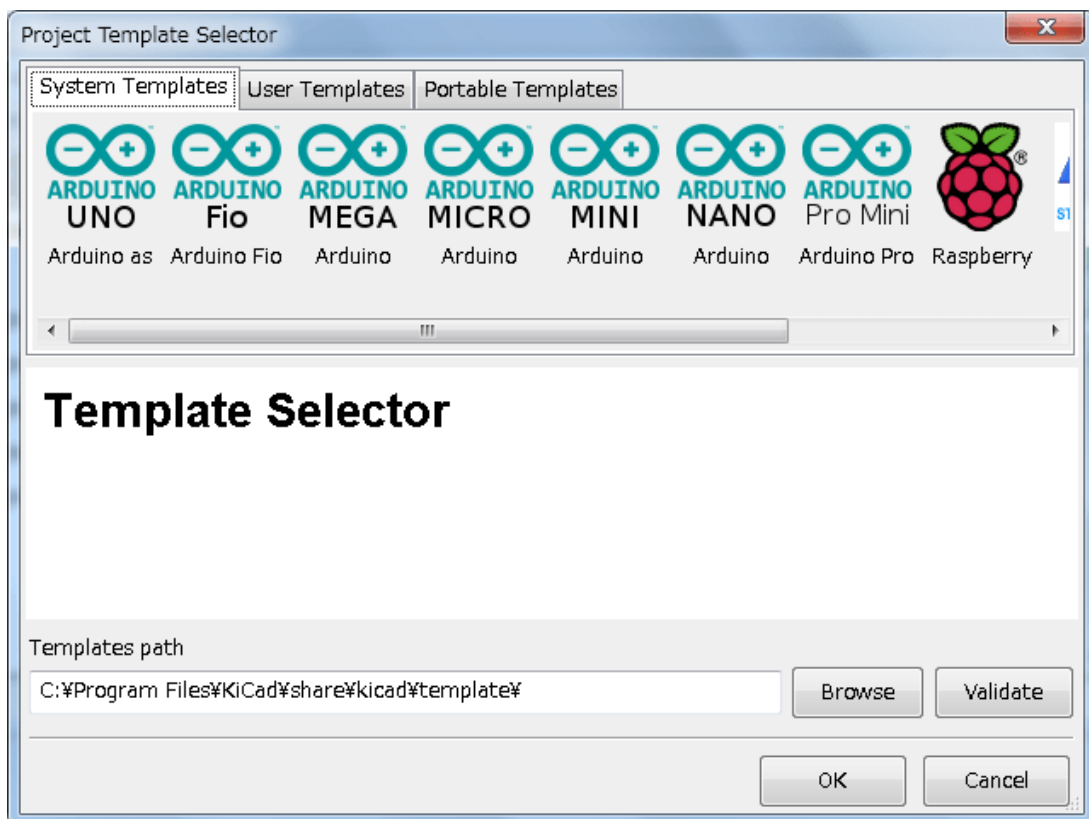 Project Template Selector
System Templates User Templates Portable Templates
ARDUINO ARDUINO ARDUINO ARDUINO ARDUINO ARDUINO ARDUINO
UNO Fio MEGA MICRO MINI NANO Pro Mini
Arduino as Arduino Fio Arduino Arduino Arduino Arduino Arduino Pro Raspberry
Template Selector
Templates path
C:¥Program Files¥KiCad¥share¥kicad¥template¥ Browse Validate
OK Cancel